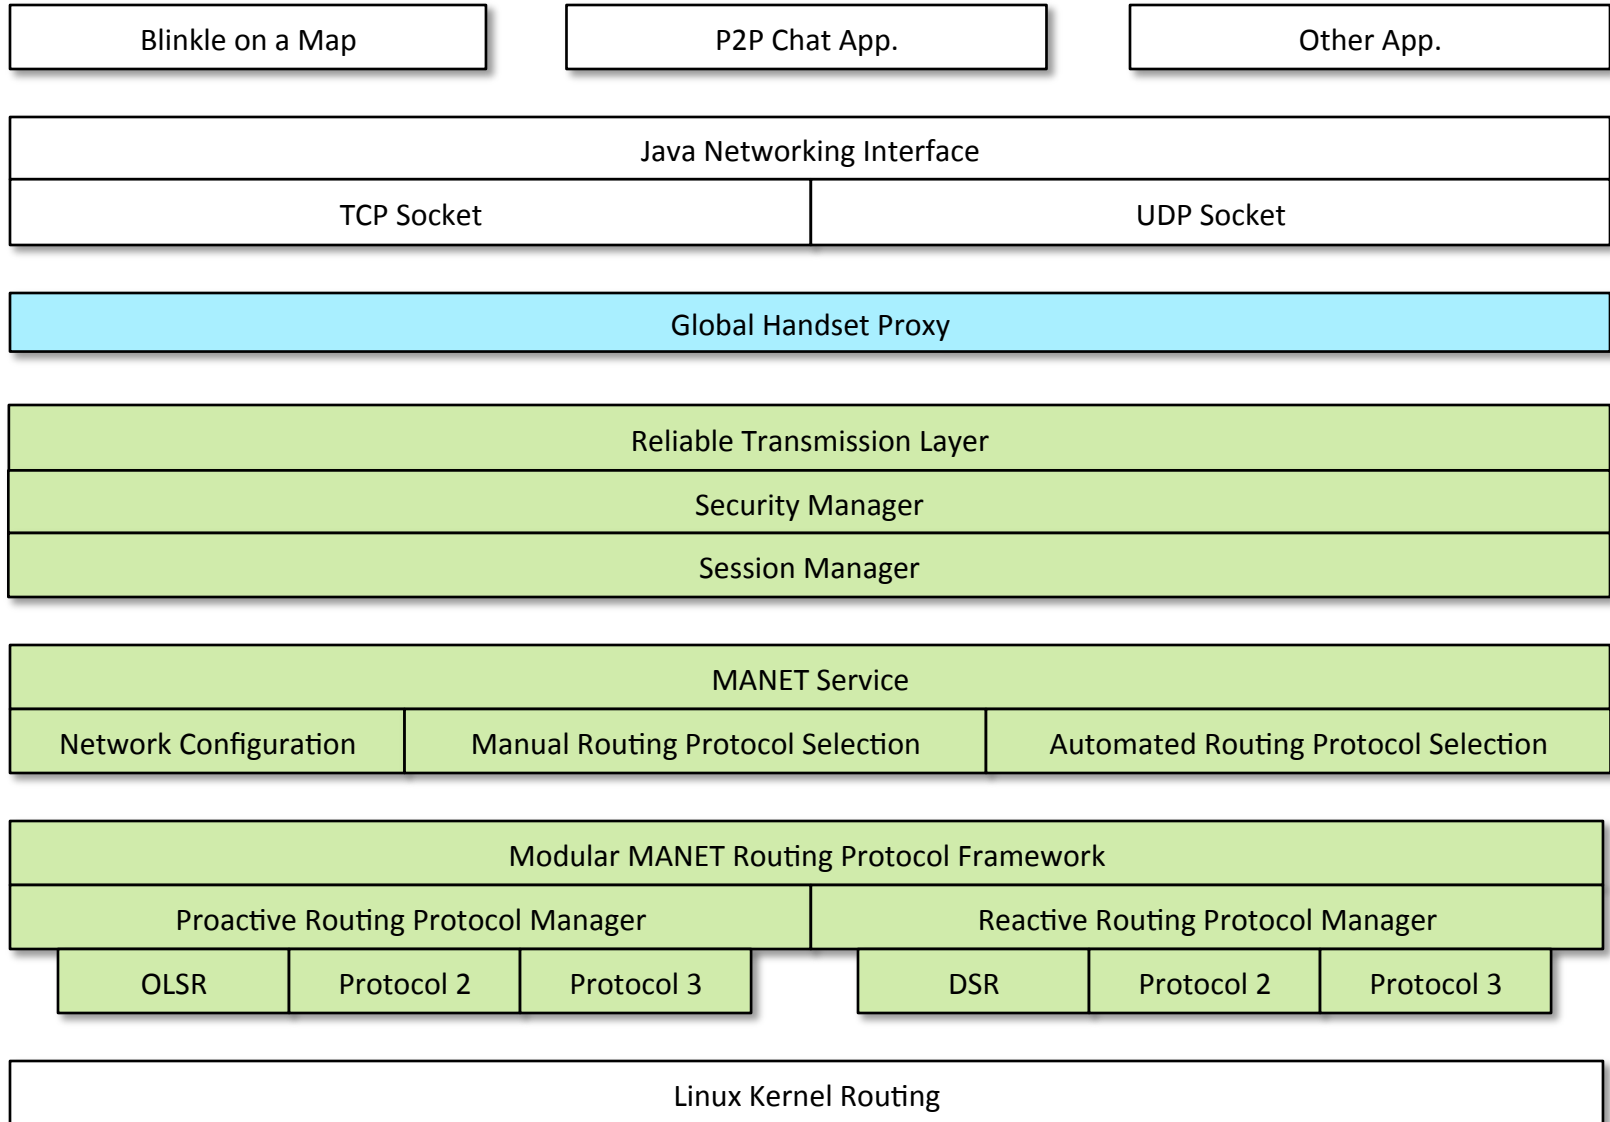 Blinkle on a Map
P2P Chat App.
Other App.
Java Networking Interface
TCP Socket
UDP Socket
Global Handset Proxy
Reliable Transmission Layer
Security Manager
Session Manager
MANET Service
Network Configuration
Manual Routing Protocol Selection
Automated Routing Protocol Selection
Modular MANET Routing Protocol Framework
Proactive Routing Protocol Manager
Reactive Routing Protocol Manager
OLSR
Protocol 2
Protocol 3
DSR
Protocol 2
Protocol 3
Linux Kernel Routing